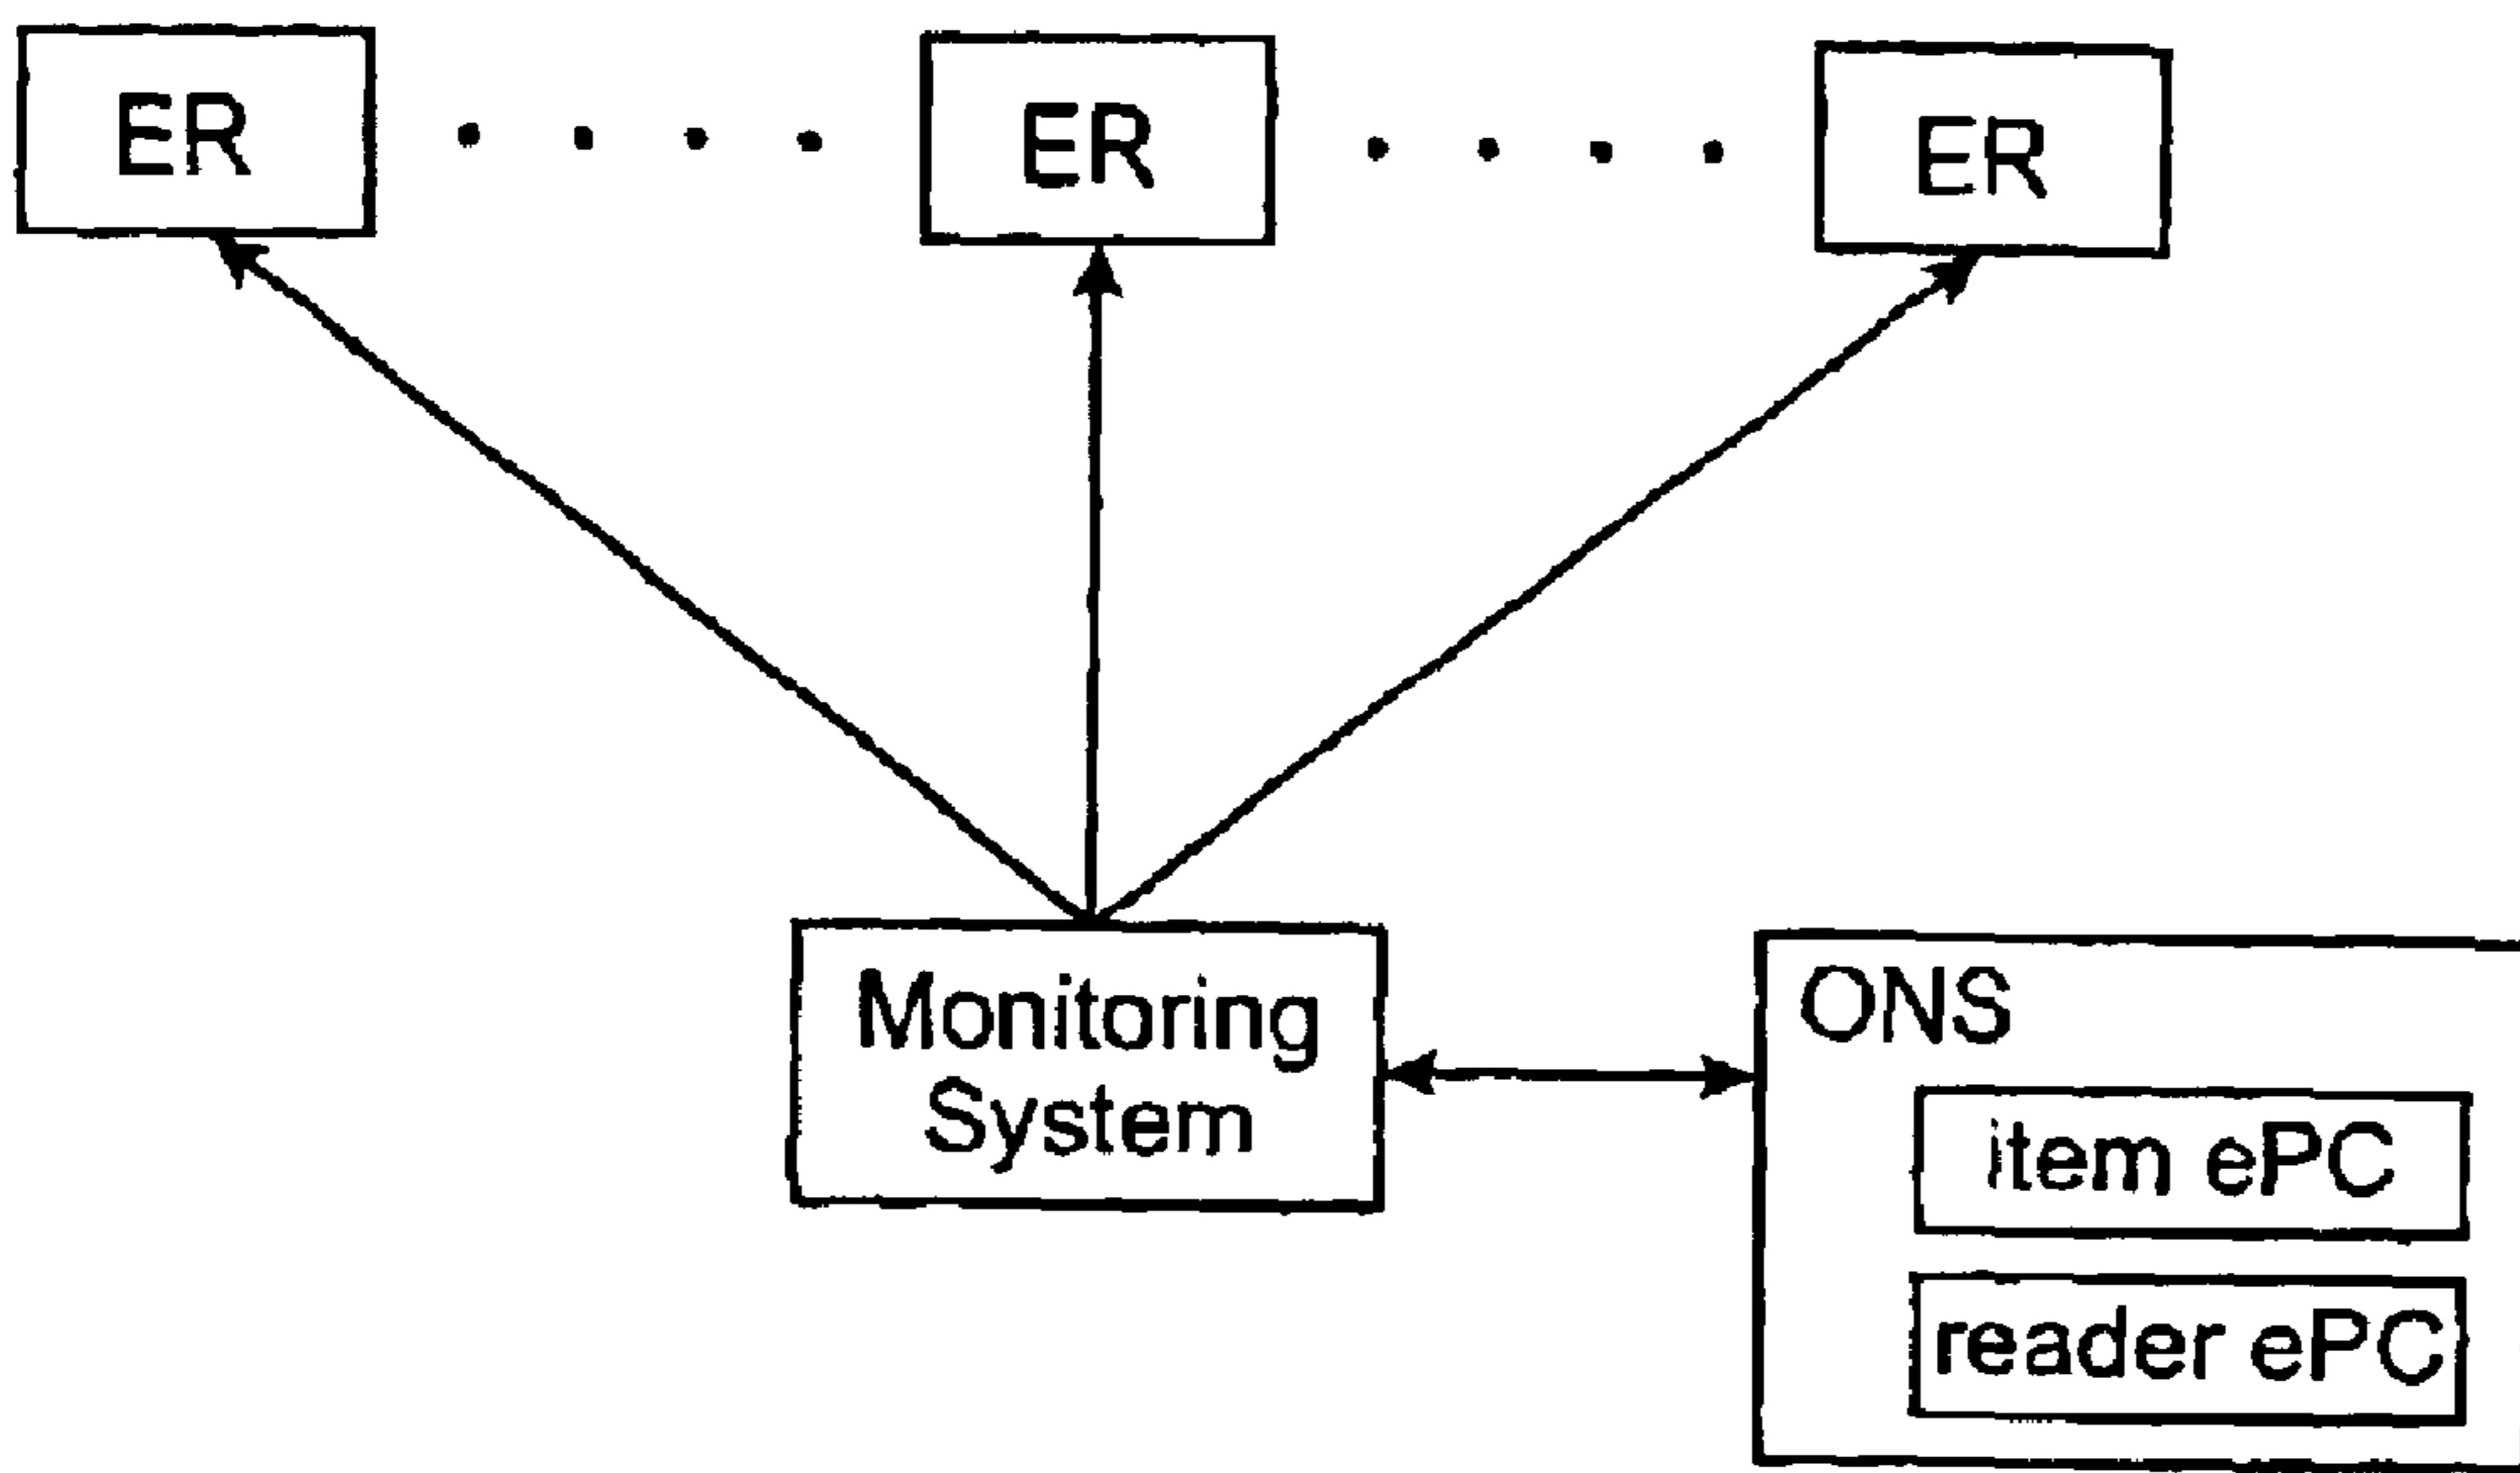 ER
ER
ER
Monitoring
System
ONS
item ePC
reader ePC